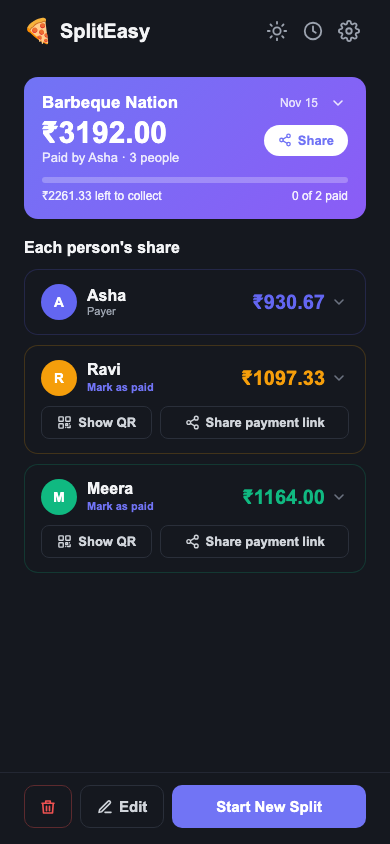 SplitEasy
Barbeque Nation
Nov 15
₹3192.00
Share
Paid by Asha · 3 people
₹2261.33 left to collect
0 of 2 paid
Each person's share
A
Asha
Payer
₹930.67
R
Ravi
Mark as paid
₹1097.33
Show QR
Share payment link
M
Meera
Mark as paid
₹1164.00
Show QR
Share payment link
Edit
Start New Split